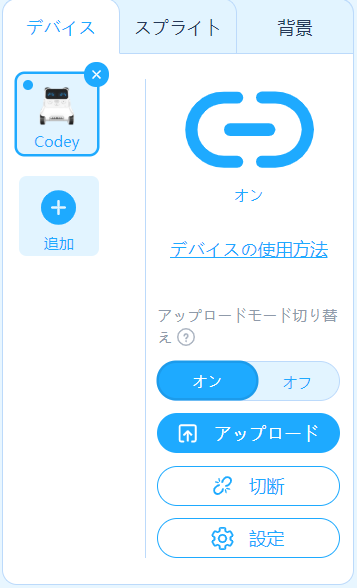 デバイス
スプライト
背景
Codey
追加
オン
デバイスの使用方法
アップロードモード切り替
え ?
オン
オフ
アップロード
切断
設定